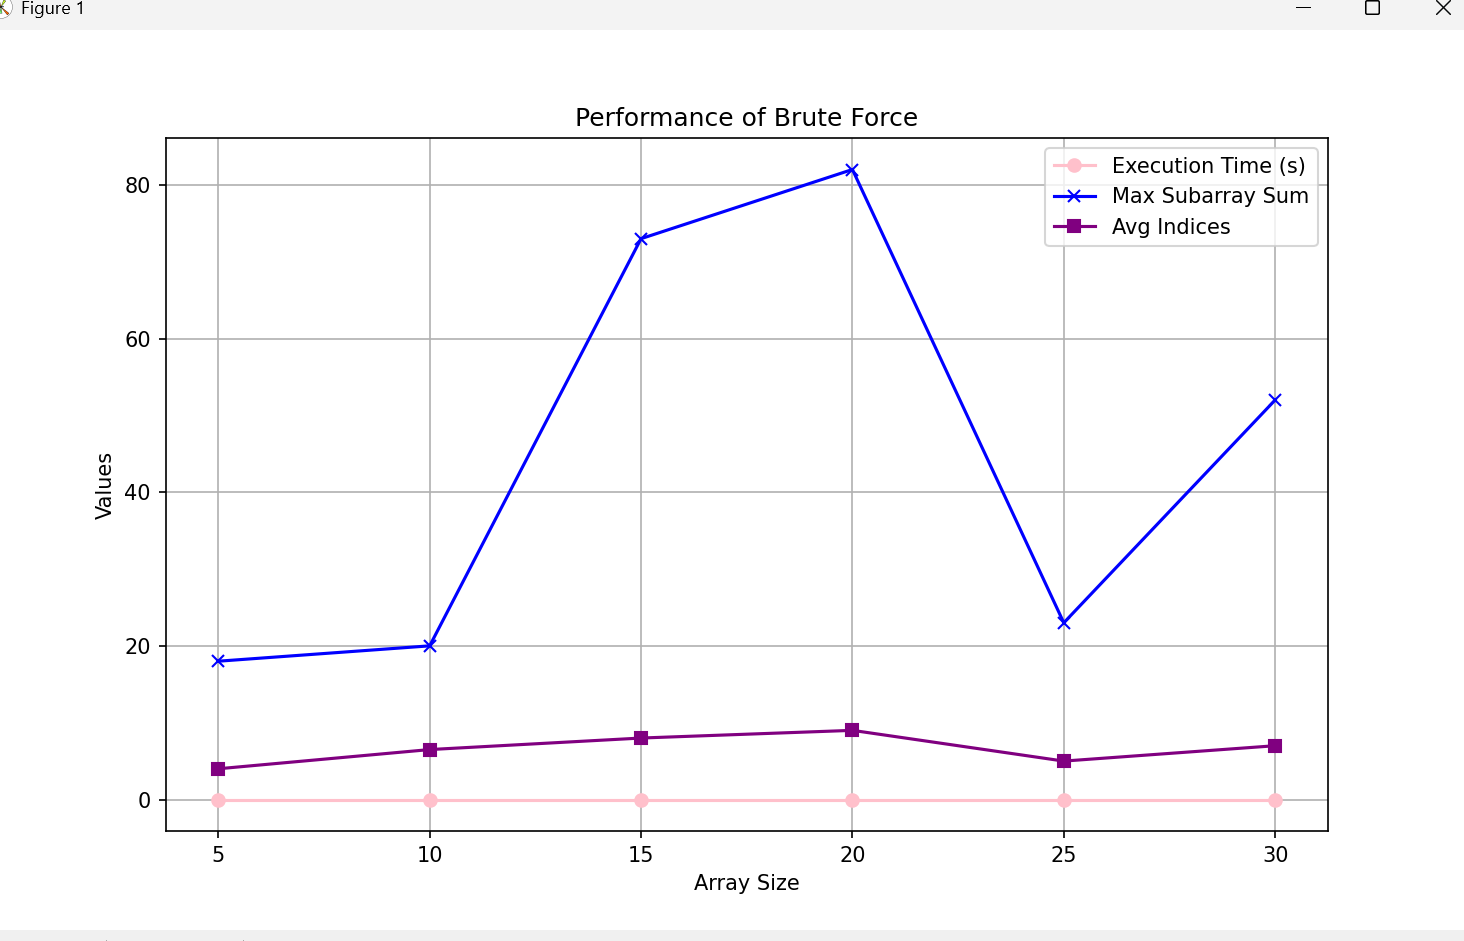 Figure 1
Performance of Brute Force
Execution Time (s)
Max Subarray Sum
Avg Indices
80
60
40
20
0
Values
5 10 15 20 25 30
Array Size